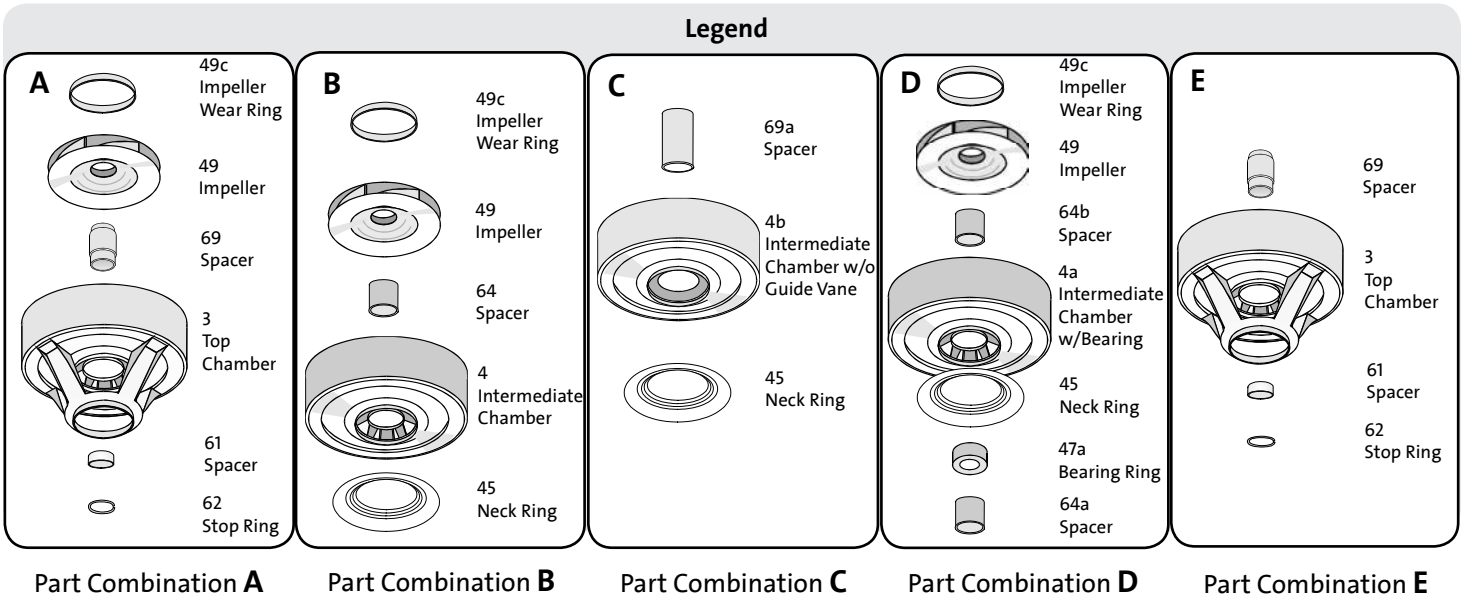 Legend
A
49c
Impeller
Wear Ring
49
Impeller
69
Spacer
3
Top
Chamber
61
Spacer
62
Stop Ring
B
49c
Impeller
Wear Ring
49
Impeller
64
Spacer
4
Intermediate
Chamber
45
Neck Ring
C
69a
Spacer
4b
Intermediate
Chamber w/o
Guide Vane
45
Neck Ring
D
49c
Impeller
Wear Ring
49
Impeller
64b
Spacer
4a
Intermediate
Chamber
w/Bearing
45
Neck Ring
47a
Bearing Ring
64a
Spacer
E
69
Spacer
3
Top
Chamber
61
Spacer
62
Stop Ring
Part Combination A
Part Combination B
Part Combination C
Part Combination D
Part Combination E